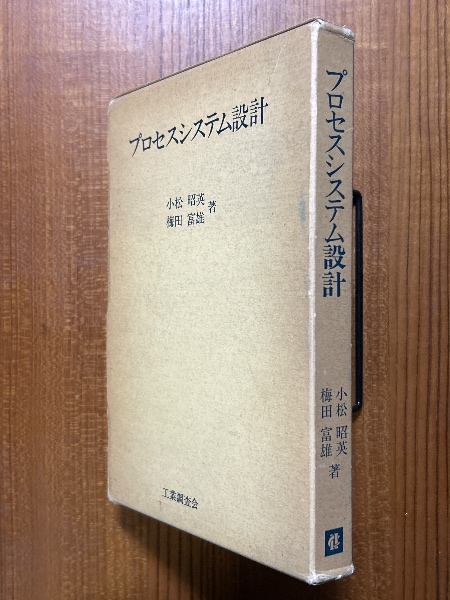 プロセスシステム設計
小松 昭英
梅田 富雄 著
工業調査会
プロセスシステム設計
小松 昭英
梅田 富雄 著